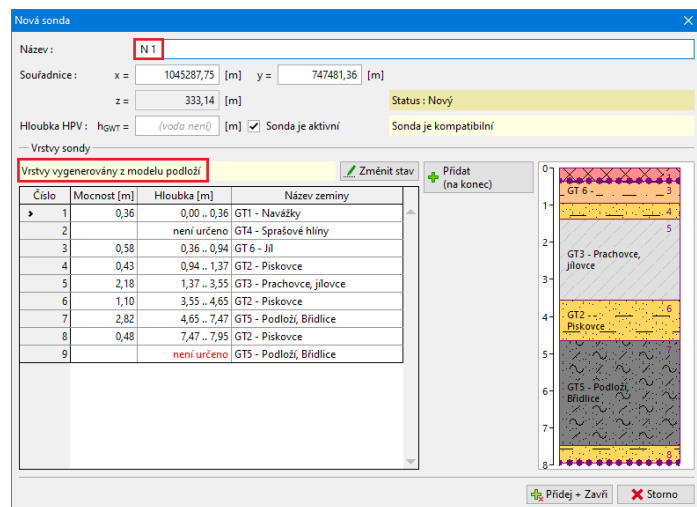 Nová sonda
Název : N 1
Souřadnice : x = 1045287,75 [m] y = 747481,36 [m]
z = 333,14 [m] Status : Nový
Hloubka HPV : hGWT = (voda není) [m] Sonda je aktivní Sonda je kompatibilní
Vrstvy sondy
Vrstvy vygenerovány z modelu podloží Změnit stav Přidat
(na konec)
Číslo Mocnost [m] Hloubka [m] Název zeminy
1 0,36 0,00 .. 0,36 GT1 - Navážky
2 není určeno GT4 - Sprašové hlíny
3 0,58 0,36 .. 0,94 GT 6 - Jíl
4 0,43 0,94 .. 1,37 GT2 - Piskovce
5 2,18 1,37 .. 3,55 GT3 - Prachovce, jílovce
6 1,10 3,55 .. 4,65 GT2 - Piskovce
7 2,82 4,65 .. 7,47 GT5 - Podloží, Břidlice
8 0,48 7,47 .. 7,95 GT2 - Piskovce
9 není určeno GT5 - Podloží, Břidlice
0
GT 6 - 3
1
4
5
2
GT3 - Prachovce,
jílovce
3
6
4 GT2 -
Piskovce
5
6 GT5 - Podloží,
Břidlice
7
8
8
Přidej + Zavři Storno